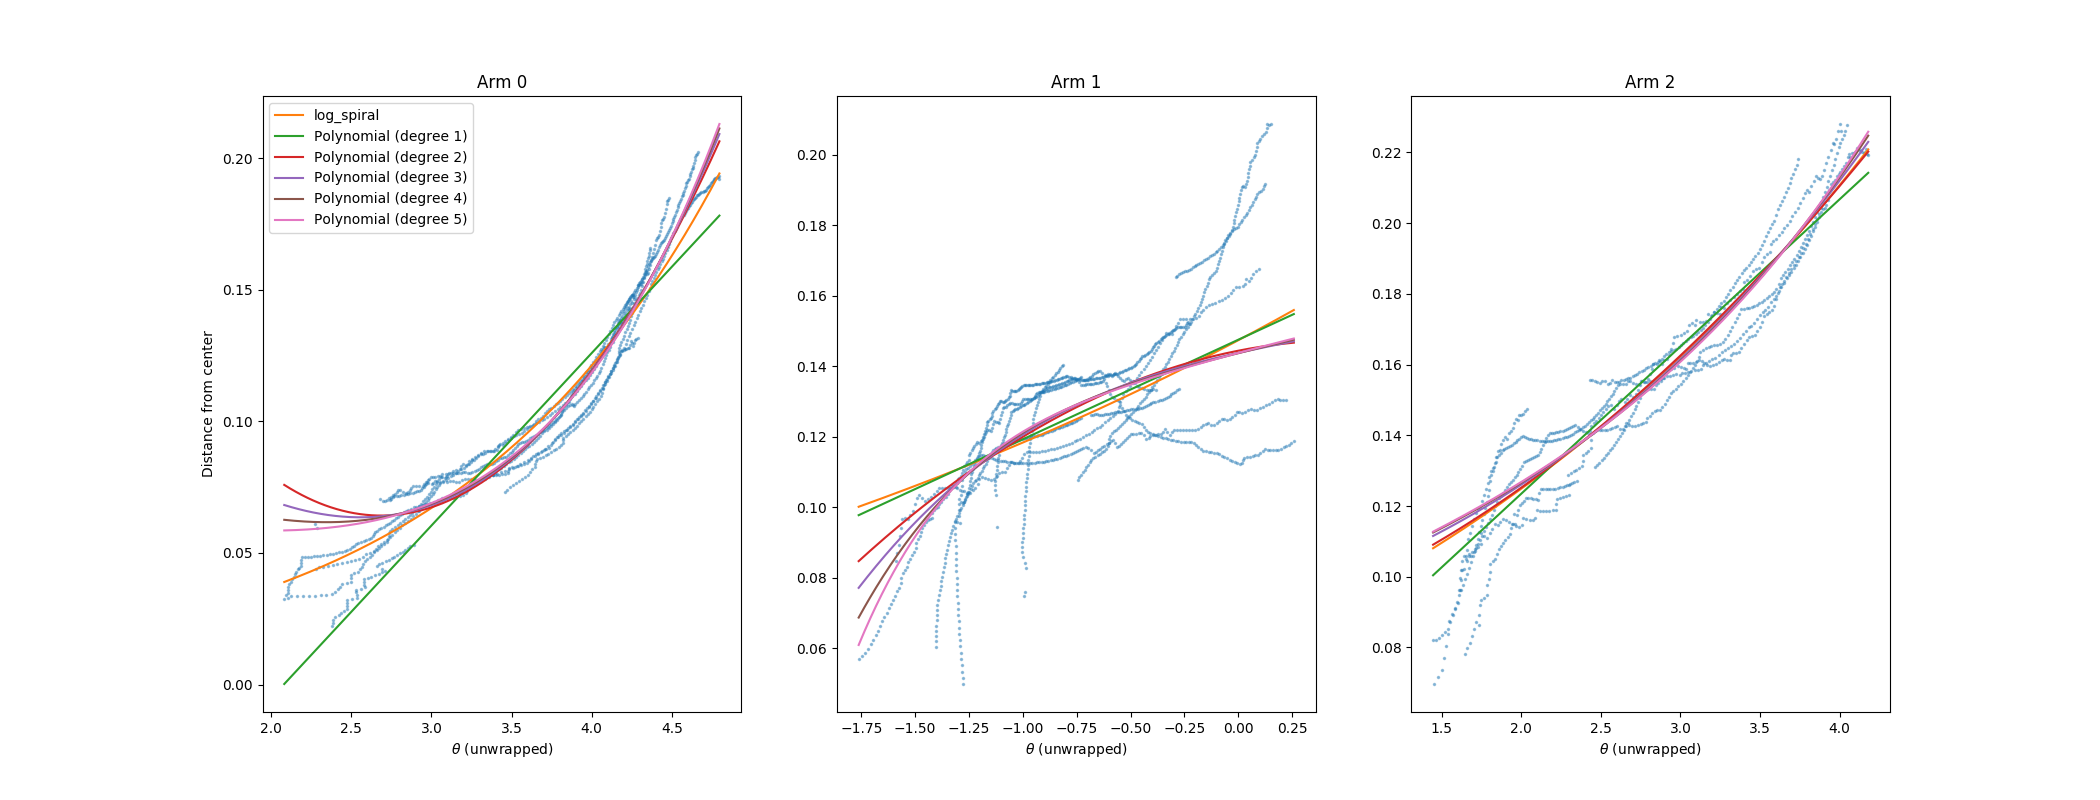 Arm 0
Arm 1
Arm 2
log_spiral
Polynomial (degree 1)
Polynomial (degree 2)
Polynomial (degree 3)
Polynomial (degree 4)
Polynomial (degree 5)
Distance from center
0.20
0.15
0.10
0.05
0.00
2.0 2.5 3.0 3.5 4.0 4.5
θ (unwrapped)
0.20
0.18
0.16
0.14
0.12
0.10
0.08
0.06
−1.75 −1.50 −1.25 −1.00 −0.75 −0.50 −0.25 0.00 0.25
θ (unwrapped)
0.22
0.20
0.18
0.16
0.14
0.12
0.10
0.08
1.5 2.0 2.5 3.0 3.5 4.0
θ (unwrapped)